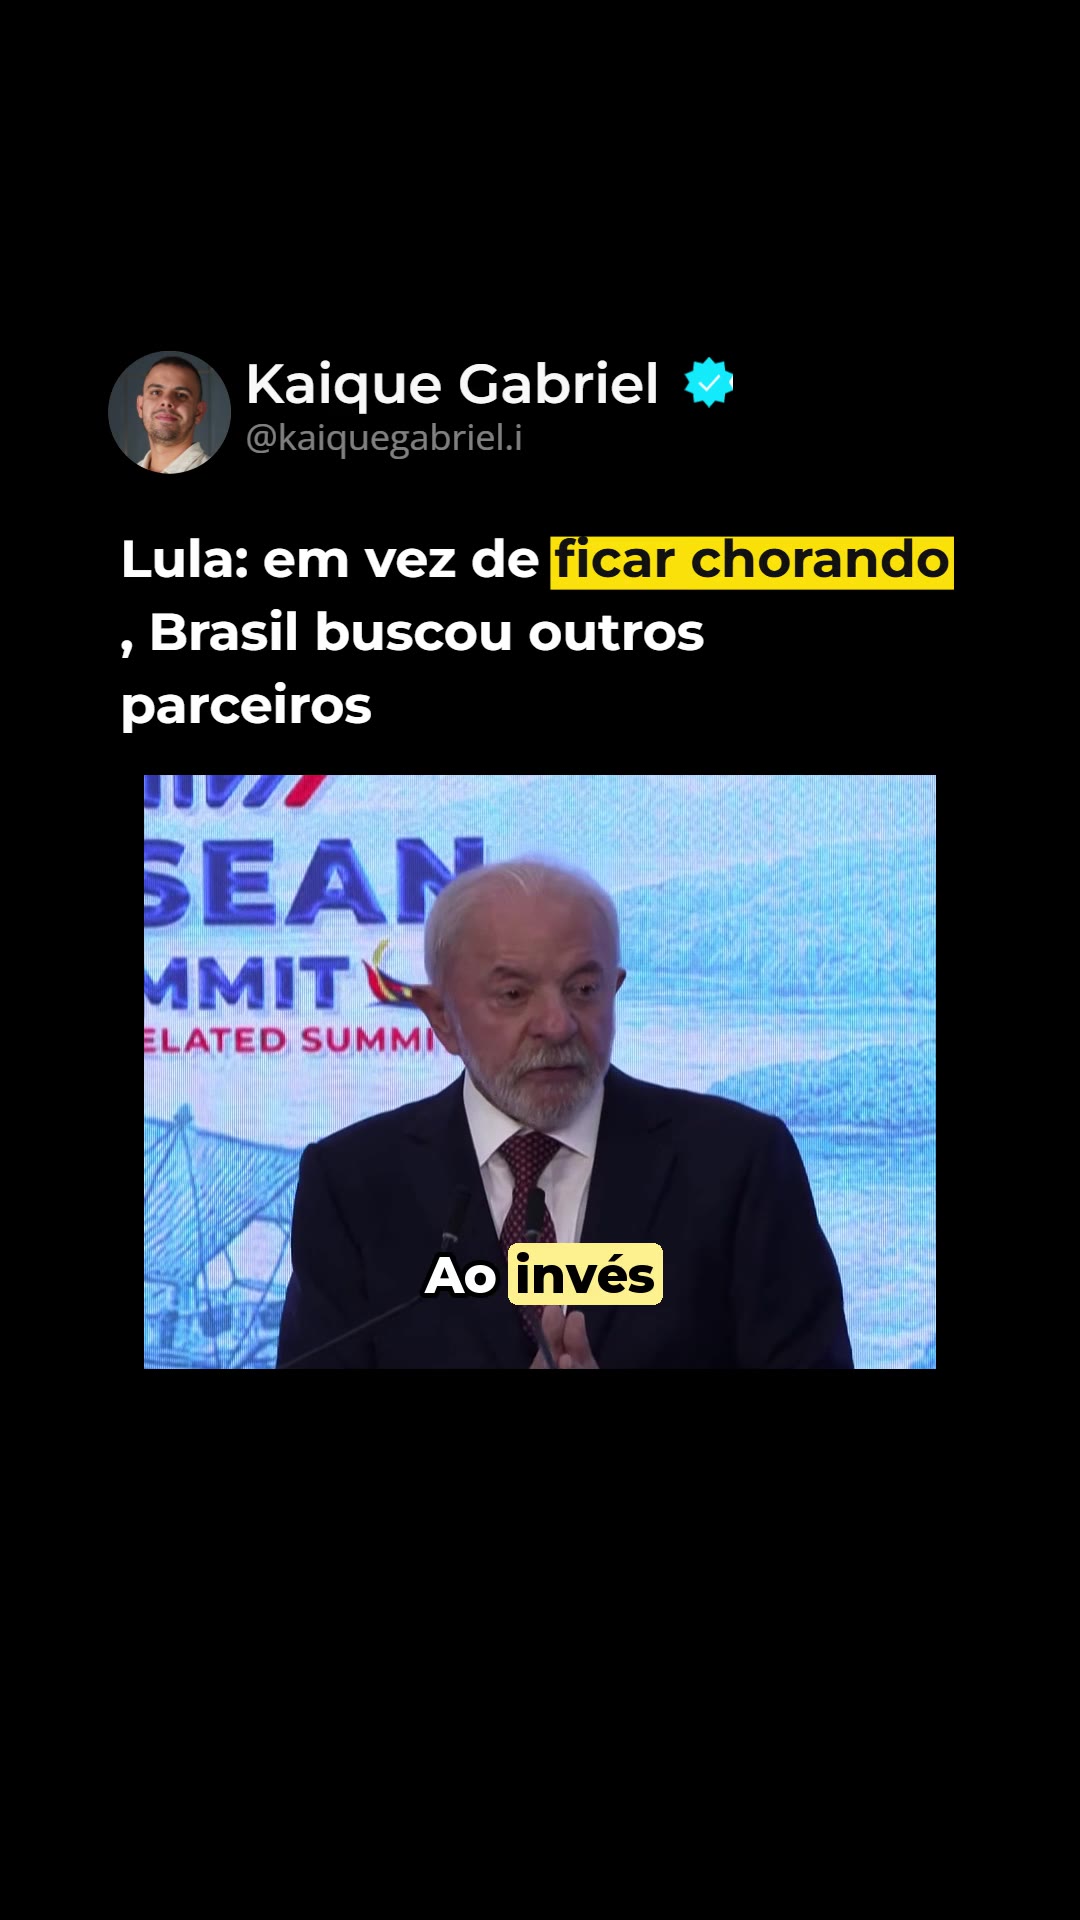 Kaique Gabriel
@kaiquegabriel.i
Lula: em vez de ficar chorando
, Brasil buscou outros
parceiros
SEAN
MMIT
ELATED SUMMI
Ao invés